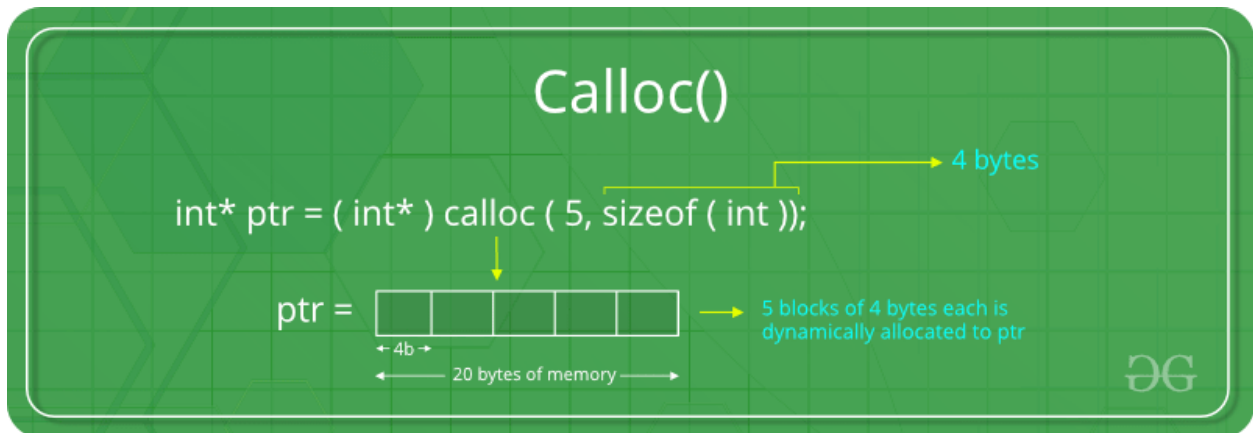 Calloc()
4 bytes
int* ptr = ( int* ) calloc ( 5, sizeof ( int ));
ptr =
5 blocks of 4 bytes each is
dynamically allocated to ptr
4b
20 bytes of memory